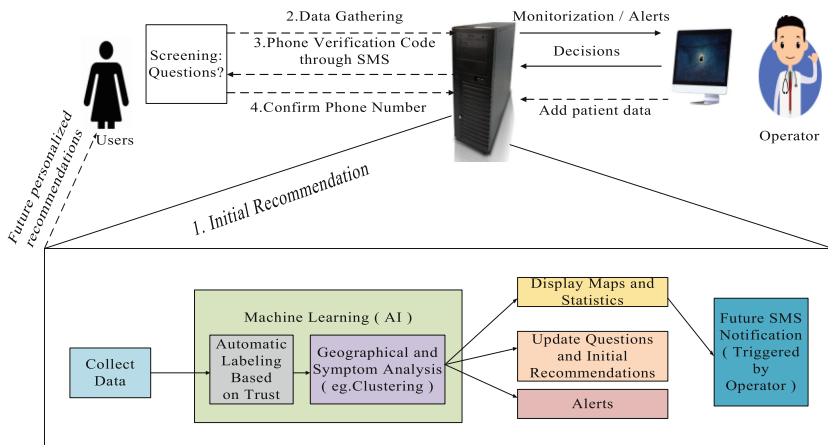 2.Data Gathering
Monitorization / Alerts
Screening:
Questions?
3.Phone Verification Code
through SMS
Decisions
4.Confirm Phone Number
Add patient data
Users
Operator
Future personalized
recommendations
1. Initial Recommendation
Display Maps and
Statistics
Machine Learning ( AI )
Future SMS
Notification
( Triggered
by
Operator )
Collect
Data
Automatic
Labeling
Based
on Trust
Geographical and
Symptom Analysis
( eg.Clustering )
Update Questions
and Initial
Recommendations
Alerts